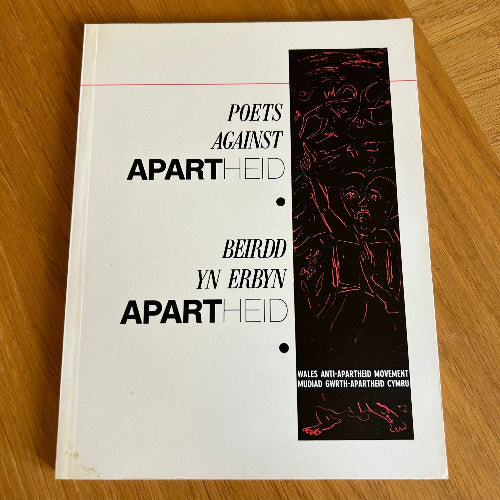 POETS
AGAINST
APARTHEID
BEIRDD
YN ERBYN
APARTHEID
WALES ANTI-APARTHEID MOVEMENT
MUDIAD GWRTH-APARTHEID CYMRU